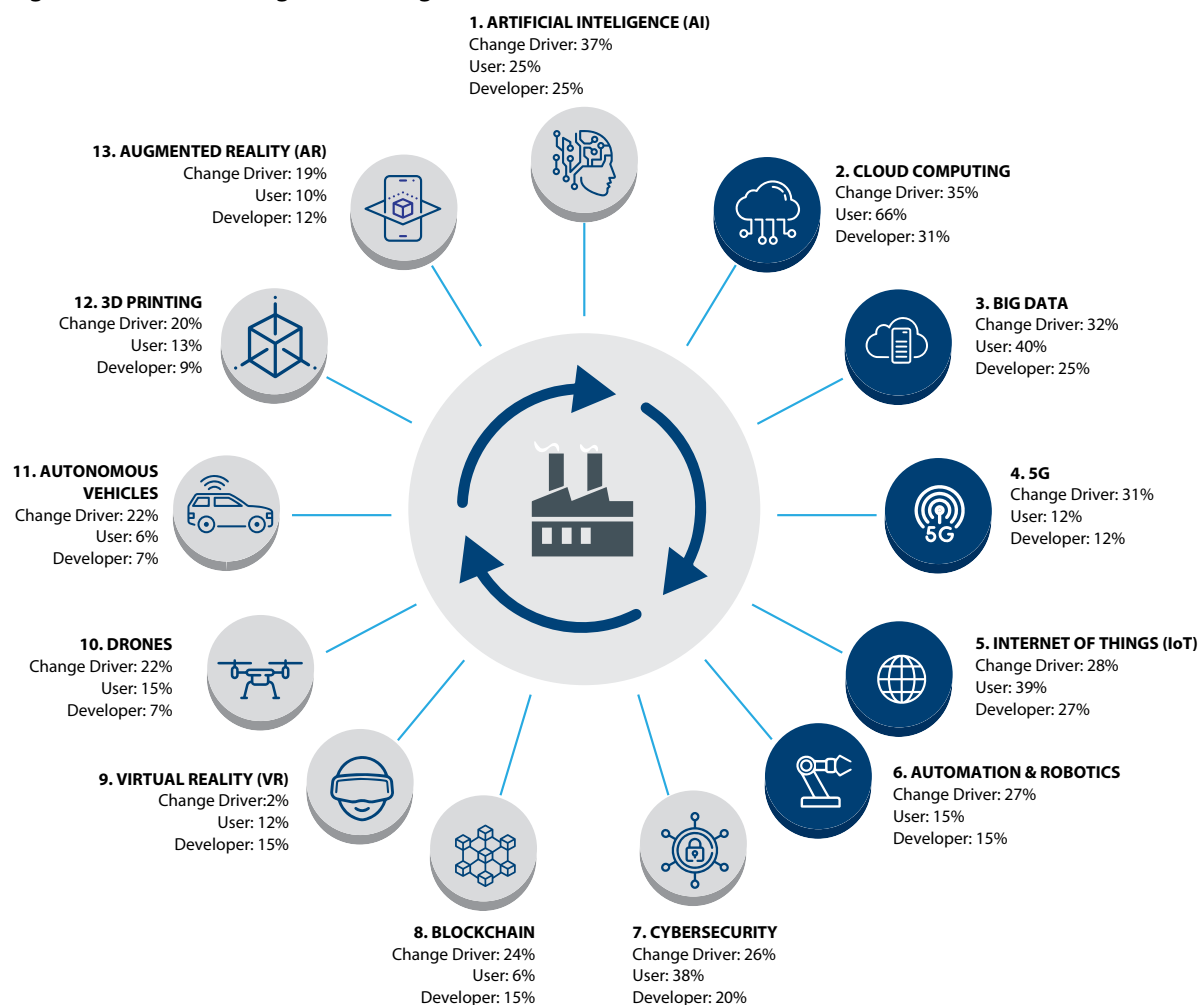 1. ARTIFICIAL INTELIGENCE (AI)
Change Driver: 37%
User: 25%
Developer: 25%
2. CLOUD COMPUTING
Change Driver: 35%
User: 66%
Developer: 31%
3. BIG DATA
Change Driver: 32%
User: 40%
Developer: 25%
4. 5G
Change Driver: 31%
User: 12%
Developer: 12%
5G
5. INTERNET OF THINGS (IoT)
Change Driver: 28%
User: 39%
Developer: 27%
6. AUTOMATION & ROBOTICS
Change Driver: 27%
User: 15%
Developer: 15%
7. CYBERSECURITY
Change Driver: 26%
User: 38%
Developer: 20%
8. BLOCKCHAIN
Change Driver: 24%
User: 6%
Developer: 15%
9. VIRTUAL REALITY (VR)
Change Driver:2%
User: 12%
Developer: 15%
10. DRONES
Change Driver: 22%
User: 15%
Developer: 7%
11. AUTONOMOUS
VEHICLES
Change Driver: 22%
User: 6%
Developer: 7%
12. 3D PRINTING
Change Driver: 20%
User: 13%
Developer: 9%
13. AUGMENTED REALITY (AR)
Change Driver: 19%
User: 10%
Developer: 12%